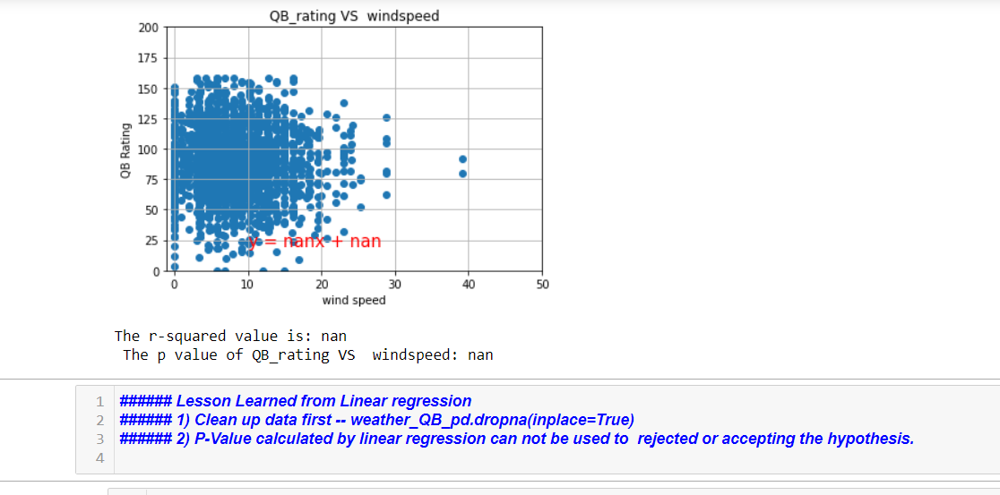 QB_rating VS  windspeed
200
175
150
125
100
75
50
25
0
QB Rating
y = nanx + nan
0 10 20 30 40 50
wind speed
The r-squared value is: nan
The p value of QB_rating VS  windspeed: nan
1 ###### Lesson Learned from Linear regression
2 ###### 1) Clean up data first -- weather_QB_pd.dropna(inplace=True)
3 ###### 2) P-Value calculated by linear regression can not be used to  rejected or accepting the hypothesis.
4